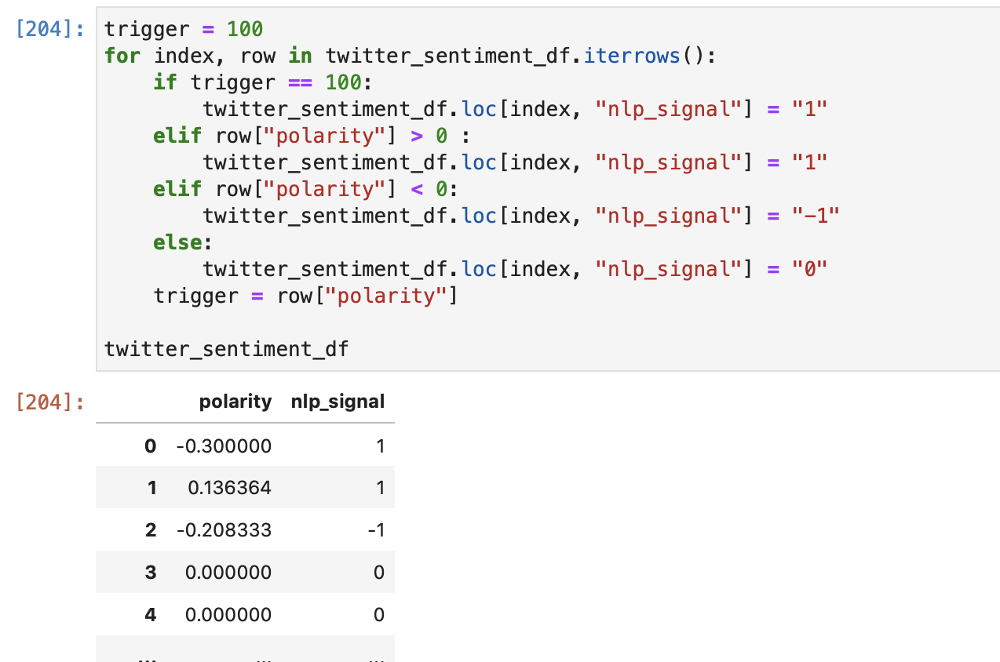 [204]: trigger = 100
for index, row in twitter_sentiment_df.iterrows():
    if trigger == 100:
        twitter_sentiment_df.loc[index, "nlp_signal"] = "1"
    elif row["polarity"] > 0 :
        twitter_sentiment_df.loc[index, "nlp_signal"] = "1"
    elif row["polarity"] < 0:
        twitter_sentiment_df.loc[index, "nlp_signal"] = "-1"
    else:
        twitter_sentiment_df.loc[index, "nlp_signal"] = "0"
    trigger = row["polarity"]
twitter_sentiment_df
[204]: polarity nlp_signal
0 -0.300000 1
1 0.136364 1
2 -0.208333 -1
3 0.000000 0
4 0.000000 0
... ... ...